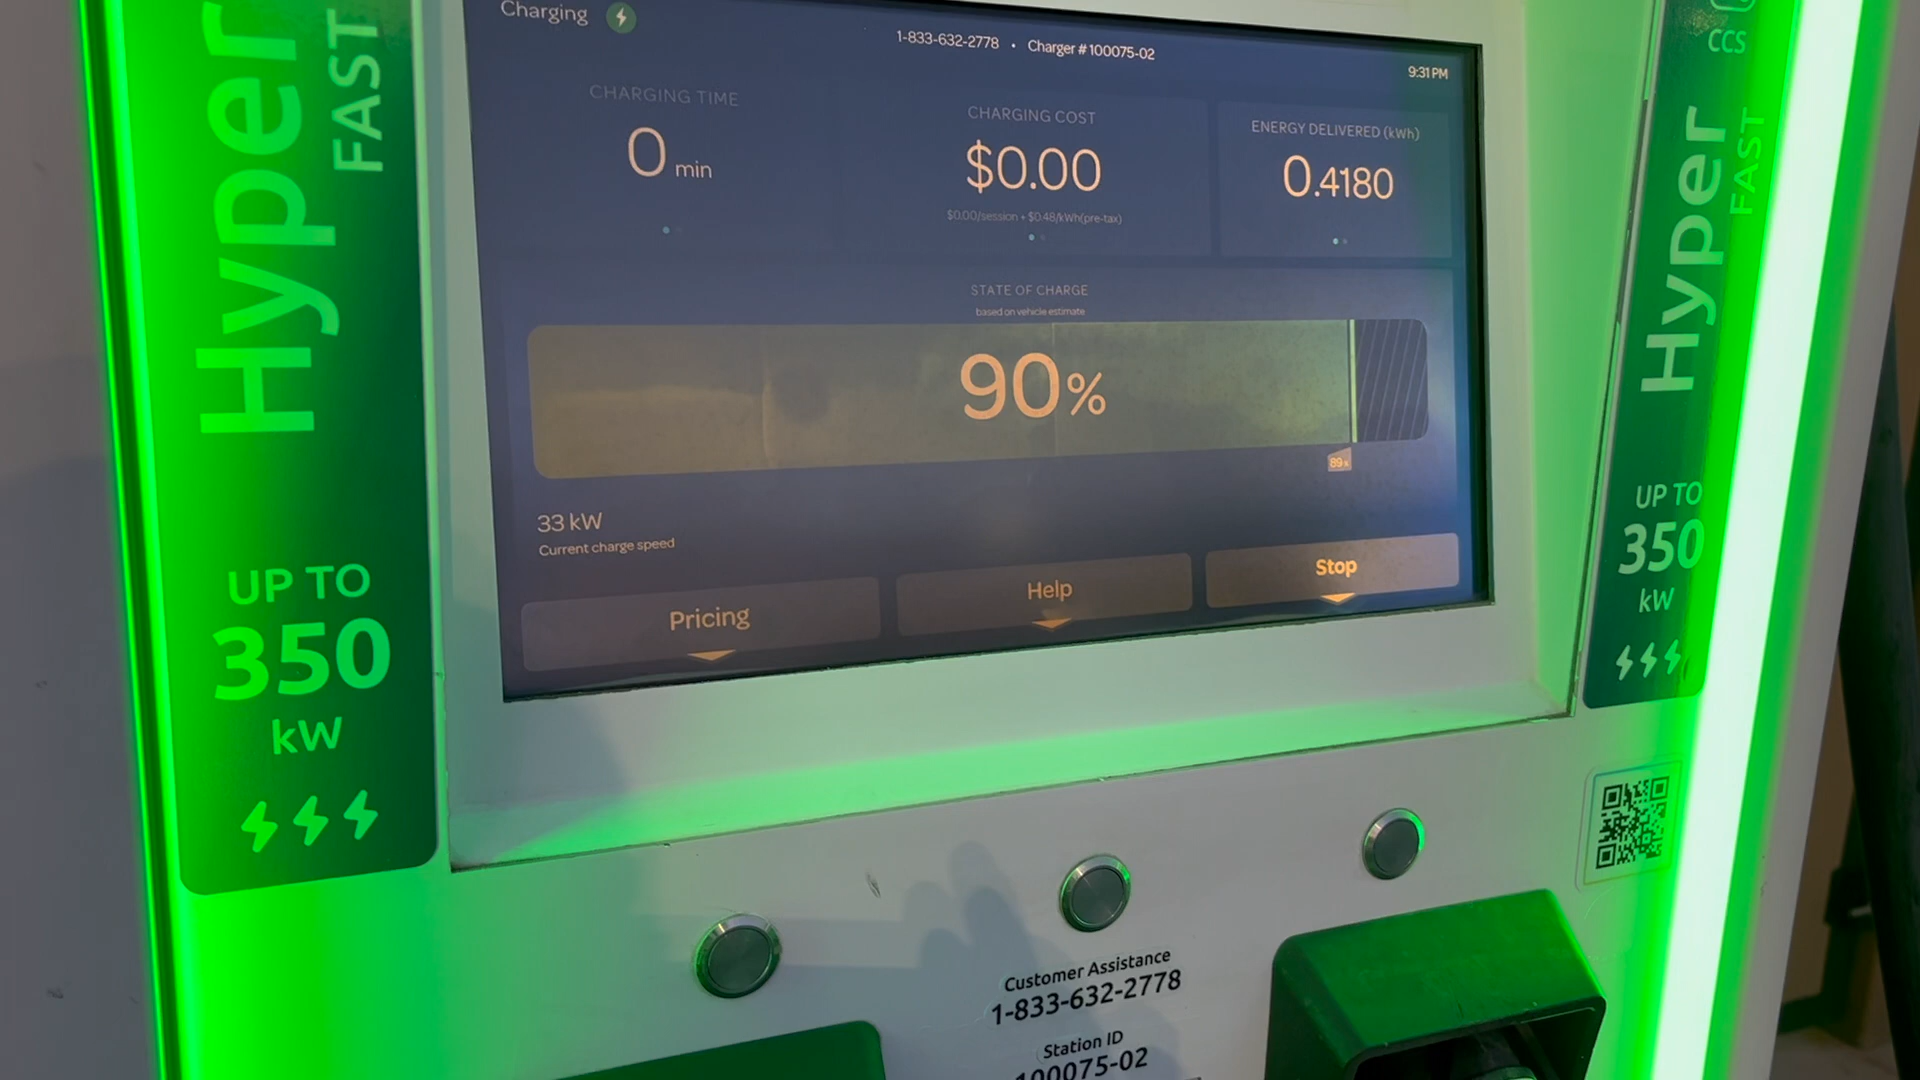 Charging
1-833-632-2778 • Charger # 100075-02
9:31 PM
CHARGING TIME
0 min
CHARGING COST
$0.00
$0.00/session + $0.48/kWh(pre-tax)
ENERGY DELIVERED (kWh)
0.4180
STATE OF CHARGE
based on vehicle estimate
90%
89%
33 kW
Current charge speed
Pricing
Help
Stop
Hyper
FAST
UP TO
350
kW
CCS
Hyper
FAST
UP TO
350
kW
Customer Assistance
1-833-632-2778
Station ID
100075-02